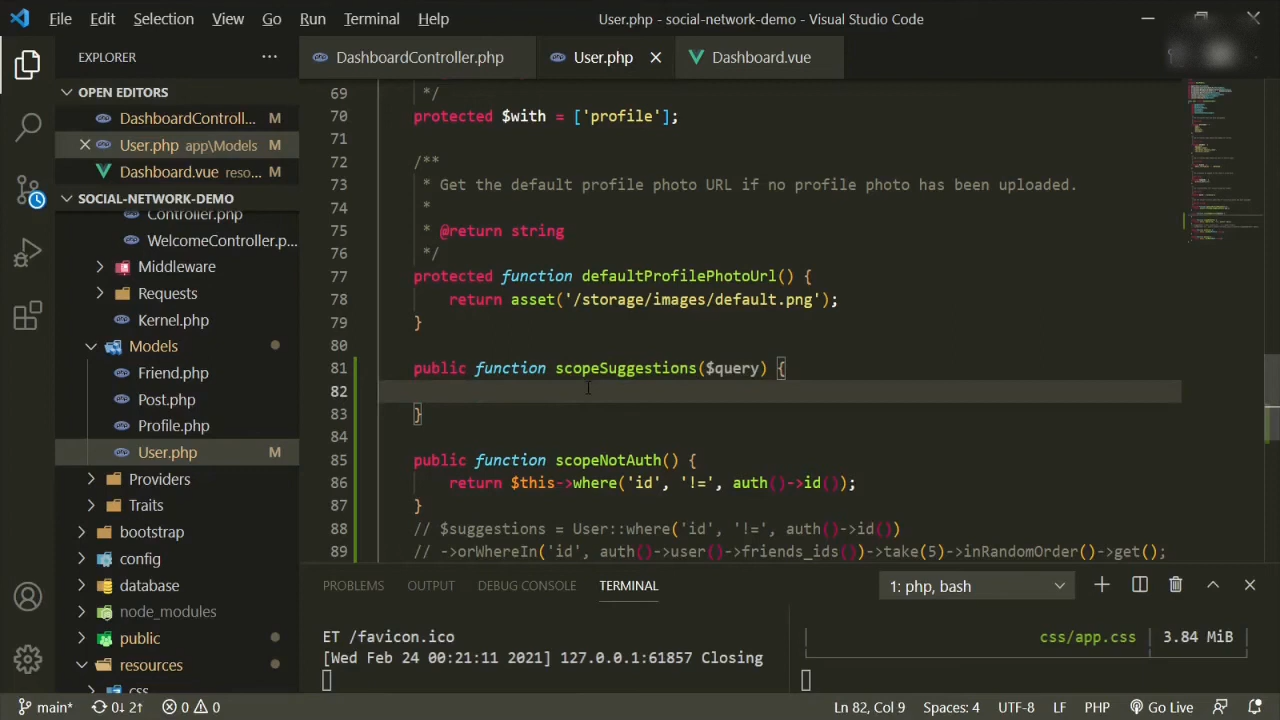 File Edit Selection View Go Run Terminal Help User.php - social-network-demo - Visual Studio Code
EXPLORER
OPEN EDITORS
DashboardControll... M
User.php app\Models M
Dashboard.vue reso... M
SOCIAL-NETWORK-DEMO
Controller.php
WelcomeController.p...
Middleware
Requests
Kernel.php
Models
Friend.php
Post.php
Profile.php
User.php M
Providers
Traits
bootstrap
config
database
node_modules
public
resources
css
DashboardController.php User.php Dashboard.vue
69 */
70 protected $with = ['profile'];
71
72 /**
73 * Get the default profile photo URL if no profile photo has been uploaded.
74 *
75 * @return string
76 */
77 protected function defaultProfilePhotoUrl() {
78 return asset('/storage/images/default.png');
79 }
80
81 public function scopeSuggestions($query) {
82
83 }
84
85 public function scopeNotAuth() {
86 return $this->where('id', '!=', auth()->id());
87 }
88 // $suggestions = User::where('id', '!=', auth()->id())
89 // ->orWhereIn('id', auth()->user()->friends_ids())->take(5)->inRandomOrder()->get();
PROBLEMS OUTPUT DEBUG CONSOLE TERMINAL 1: php, bash
ET /favicon.ico
[Wed Feb 24 00:21:11 2021] 127.0.0.1:61857 Closing
css/app.css | 3.84 MiB
main* 0↓ 2↑ 0 0 Ln 82, Col 9 Spaces: 4 UTF-8 LF PHP Go Live